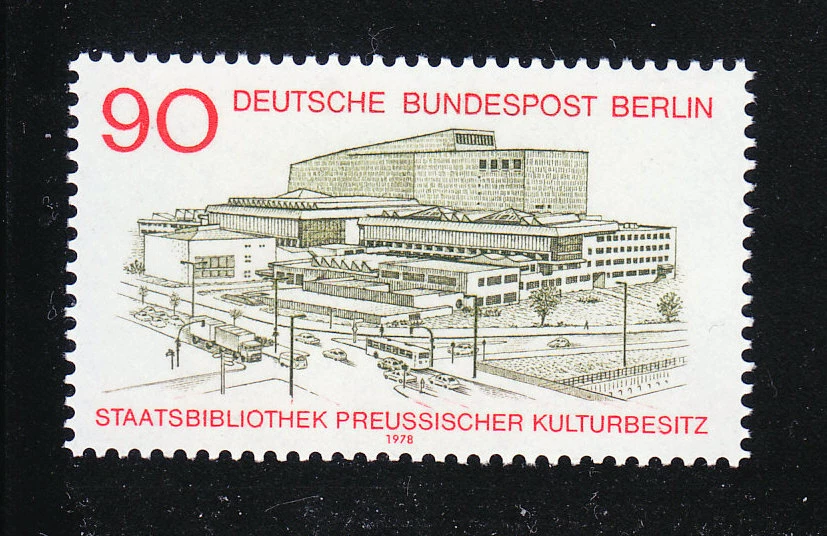 90 DEUTSCHE BUNDESPOST BERLIN
STAATSBIBLIOTHEK PREUSSISCHER KULTURBESITZ
1978